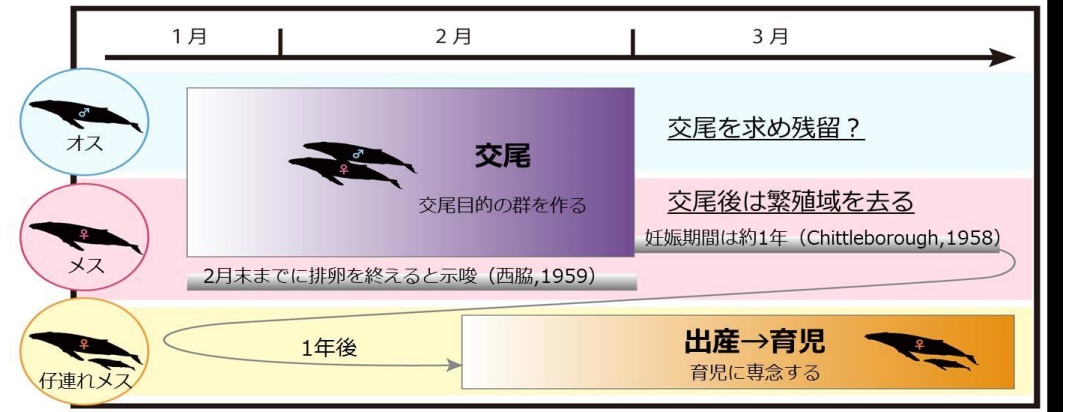 1月
2月
3月
♂
オス
♂
♀
交尾
交尾目的の群を作る
交尾を求め残留？
♀
メス
交尾後は繁殖域を去る
妊娠期間は約1年（Chittleborough,1958）
2月末までに排卵を終えると示唆（西脇,1959）
♀
仔連れメス
1年後
出産→育児
育児に専念する
♀